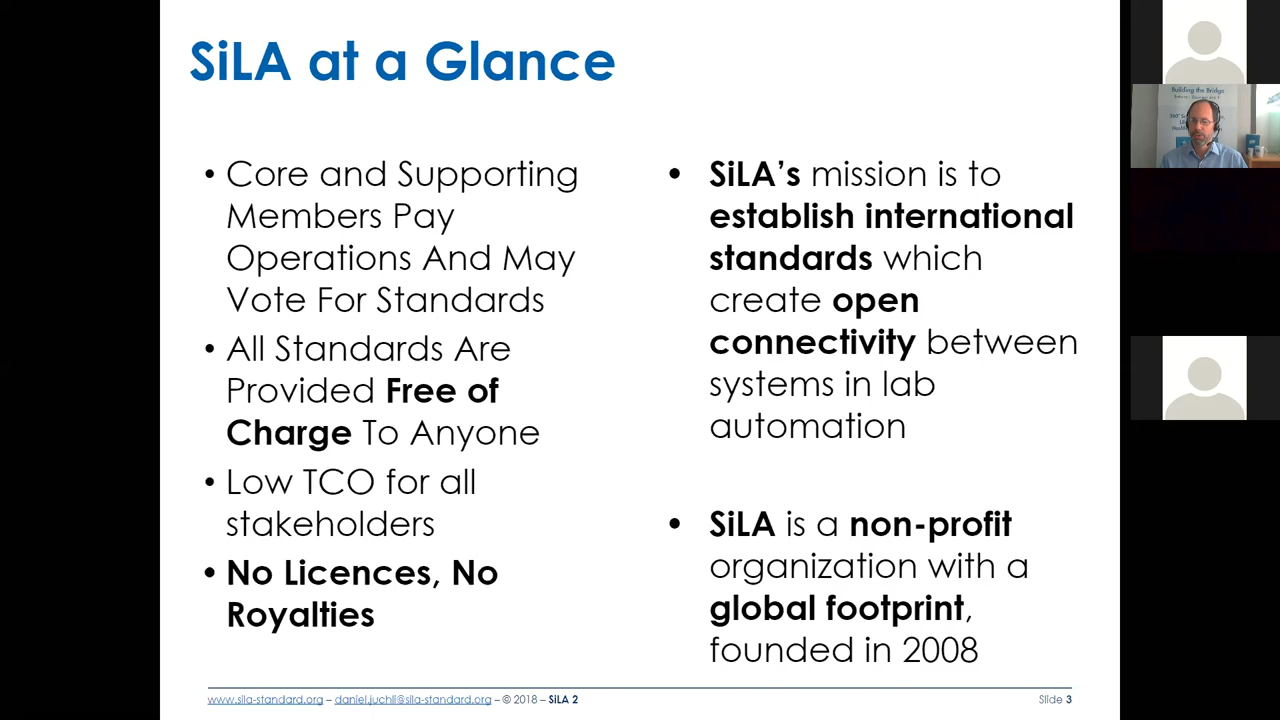 SiLA at a Glance
• Core and Supporting
Members Pay
Operations And May
Vote For Standards
• All Standards Are
Provided Free of
Charge To Anyone
• Low TCO for all
stakeholders
• No Licences, No
Royalties
• SiLA’s mission is to
establish international
standards which
create open
connectivity between
systems in lab
automation
• SiLA is a non-profit
organization with a
global footprint,
founded in 2008
www.sila-standard.org – daniel.juchli@sila-standard.org – © 2018 – SiLA 2
Slide 3
Building the Bridge